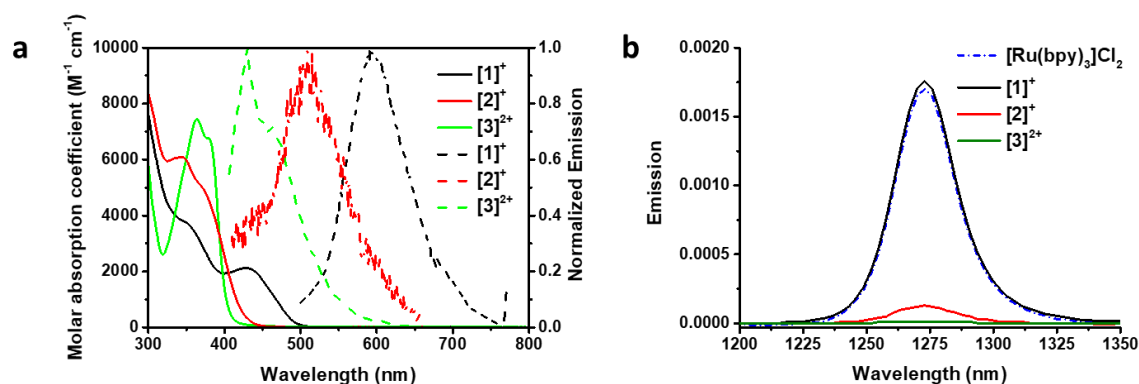 a
Molar absorption coefficient (M⁻¹ cm⁻¹)
10000
8000
6000
4000
2000
0
300 400 500 600 700 800
Wavelength (nm)
1.0
0.8
0.6
0.4
0.2
0.0
Normalized Emission
[1]⁺
[2]⁺
[3]²⁺
[1]⁺
[2]⁺
[3]²⁺
b
Emission
0.0020
0.0015
0.0010
0.0005
0.0000
1200 1225 1250 1275 1300 1325 1350
Wavelength (nm)
[Ru(bpy)₃]Cl₂
[1]⁺
[2]⁺
[3]²⁺